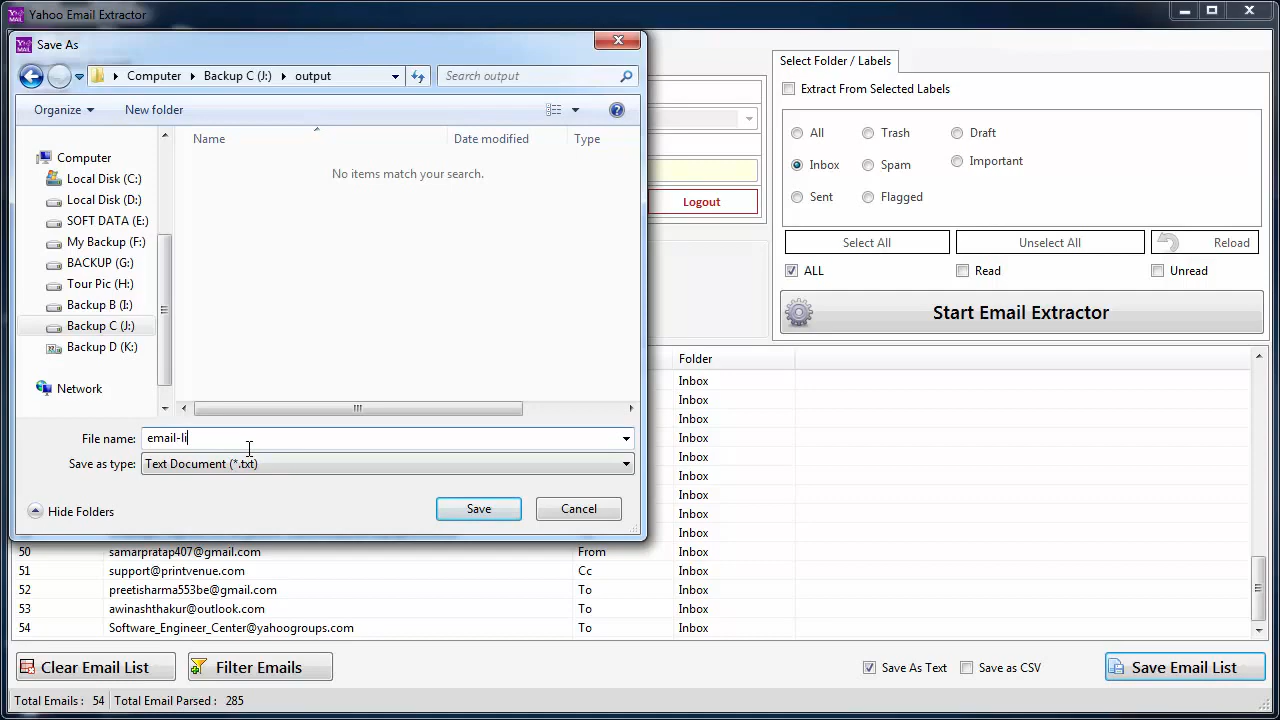 Yahoo Email Extractor
Save As
Computer Backup C (J:) output
Search output
Organize New folder
Name Date modified Type
No items match your search.
Computer
Local Disk (C:)
Local Disk (D:)
SOFT DATA (E:)
My Backup (F:)
BACKUP (G:)
Tour Pic (H:)
Backup B (I:)
Backup C (J:)
Backup D (K:)
Network
File name: email-li
Save as type: Text Document (*.txt)
Hide Folders
Save
Cancel
Logout
Select Folder / Labels
Extract From Selected Labels
All Trash Draft
Inbox Spam Important
Sent Flagged
Select All Unselect All Reload
ALL Read Unread
Start Email Extractor
Folder
Inbox
Inbox
Inbox
Inbox
Inbox
Inbox
Inbox
Inbox
Inbox
50 samarpratap407@gmail.com From Inbox
51 support@printvenue.com Cc Inbox
52 preetisharma553be@gmail.com To Inbox
53 awinashthakur@outlook.com To Inbox
54 Software_Engineer_Center@yahoogroups.com To Inbox
Clear Email List Filter Emails Save As Text Save as CSV Save Email List
Total Emails : 54 Total Email Parsed : 285